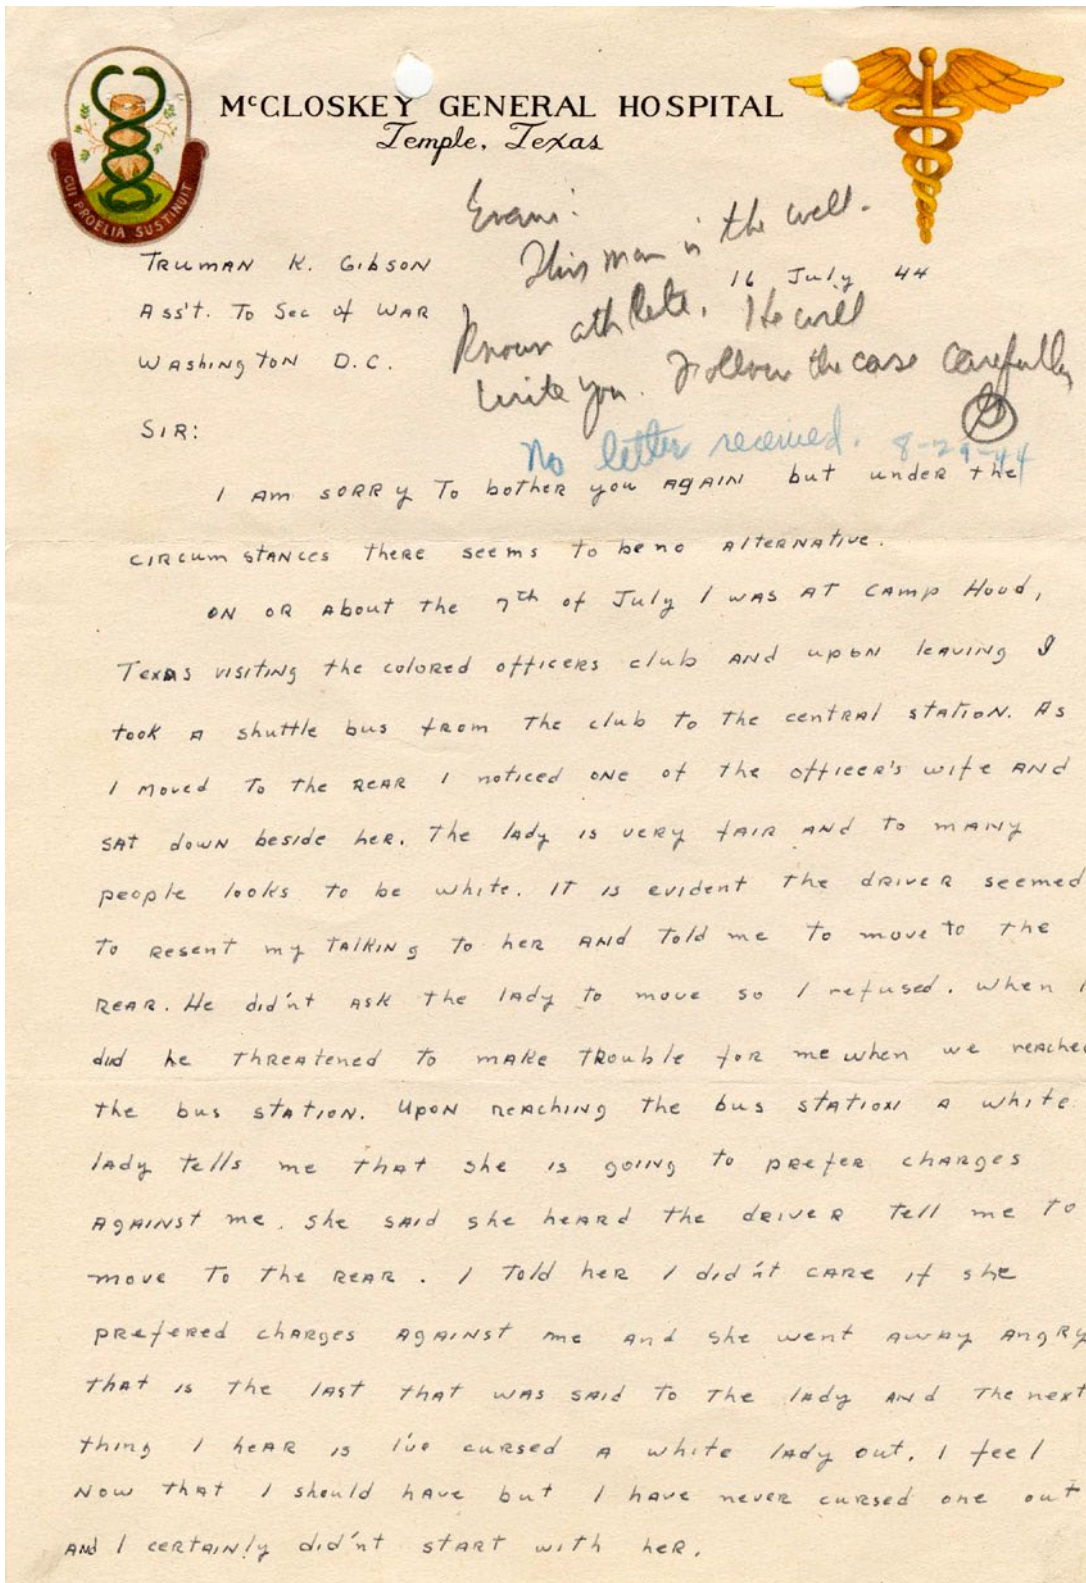 McCLOSKEY GENERAL HOSPITAL
Temple, Texas
CUI PROELIA SUSTINUIT
Evans:
This man is the well-
known athlete. He will
write you. Follow the case carefully
G
No letter received. 8-29-44
TRUMAN K. GIBSON
Ass't. To Sec of WAR
WAShINgTON D.C.
16 July 44
SIR:
I AM SORRY To bother you AgAIN but under the
circumstances there seems to be no alternative.
ON OR About the 7th of July I WAS AT CAMP Hood,
Texas visiting the colored officers club AND upon leaving I
took A shuttle bus from the club to the central station. As
I moved To the REAR I noticed one of the officer's wife AND
SAT down beside her. The lady is very fair AND to MANy
people looks to be white. IT is evident the driver seemed
To Resent my TAlKINg to her AND Told me to move to the
REAR. He did'nt ASK the lady to move so I refused. When I
did he threatened to make trouble for me when we reached
the bus station. Upon reaching the bus station A white
lady tells me that she is going to prefer charges
AgAINst me. She said she heard the driver tell me to
move To the REAR. I Told her I did'nt CARE if she
prefered charges AgAINst me and she went AwAy ANgRy
That is the last that was said to The lady AND The next
thing I hear is I've cursed A white lady out. I feel
Now that I should have but I have never cursed one out
AND I certainly did'nt START with heR.